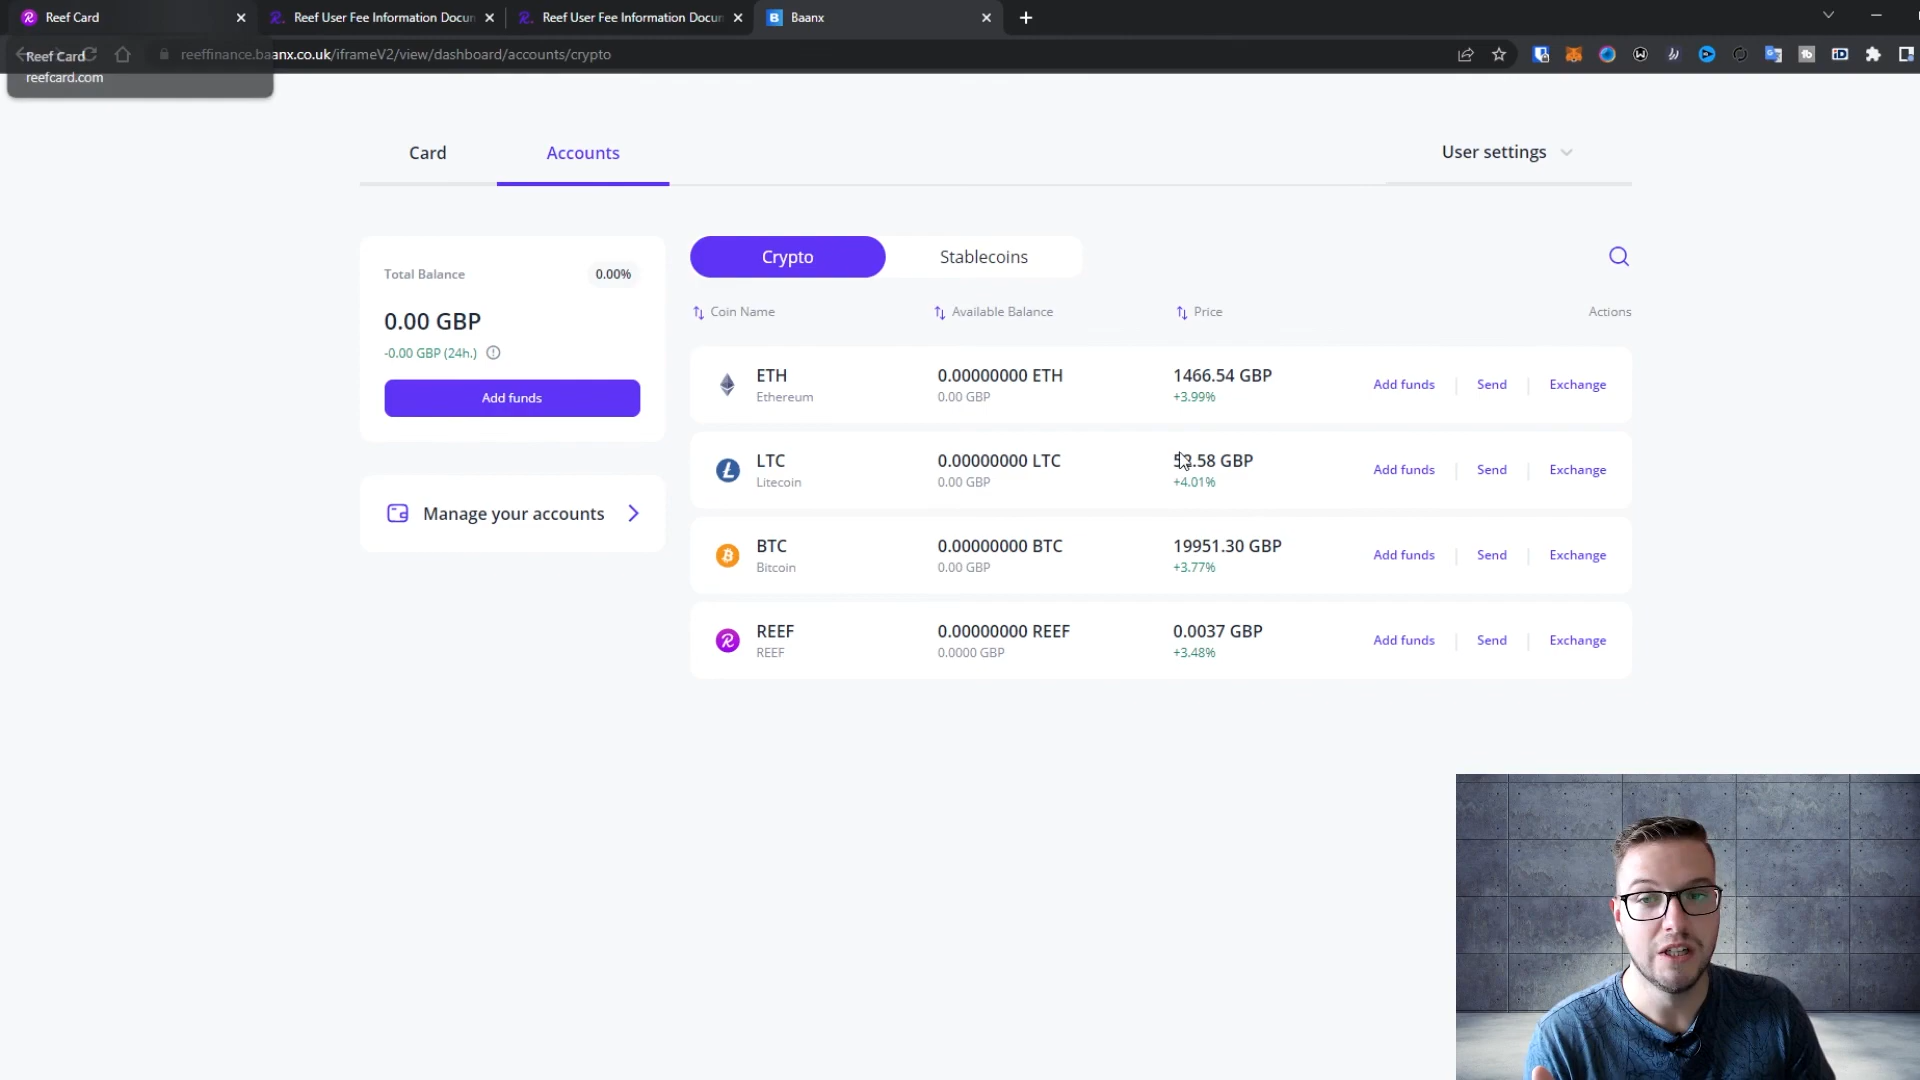 Reef Card
Reef User Fee Information Docun
Reef User Fee Information Docun
Baanx
Reef Card
reefcard.com
reeffinance.baanx.co.uk/iframeV2/view/dashboard/accounts/crypto
Card
Accounts
User settings
Total Balance
0.00%
0.00 GBP
-0.00 GBP (24h.)
Add funds
Manage your accounts
Crypto
Stablecoins
Coin Name
Available Balance
Price
Actions
ETH
Ethereum
0.00000000 ETH
0.00 GBP
1466.54 GBP
+3.99%
Add funds
Send
Exchange
LTC
Litecoin
0.00000000 LTC
0.00 GBP
GBP
+4.01%
Add funds
Send
Exchange
BTC
Bitcoin
0.00000000 BTC
0.00 GBP
19951.30 GBP
+3.77%
Add funds
Send
Exchange
REEF
REEF
0.00000000 REEF
0.0000 GBP
0.0037 GBP
+3.48%
Add funds
Send
Exchange